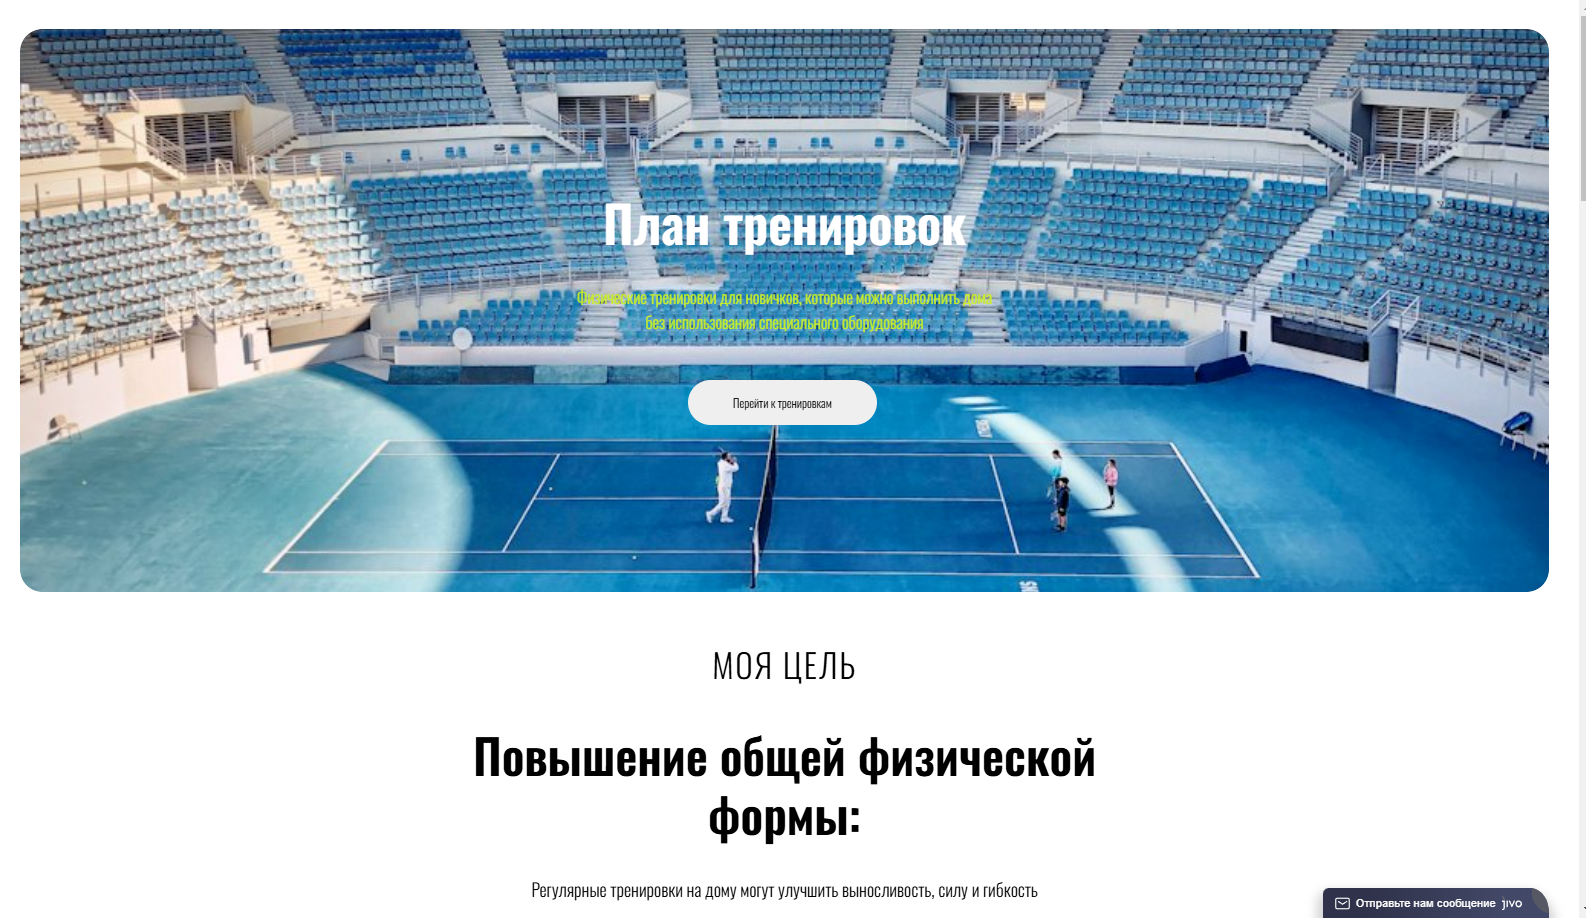 План тренировок
Физические тренировки для новичков, которые можно выполнить дома
без использования специального оборудования
Перейти к тренировкам
МОЯ ЦЕЛЬ
Повышение общей физической
формы:
Регулярные тренировки на дому могут улучшить выносливость, силу и гибкость
Отправьте нам сообщение jivo